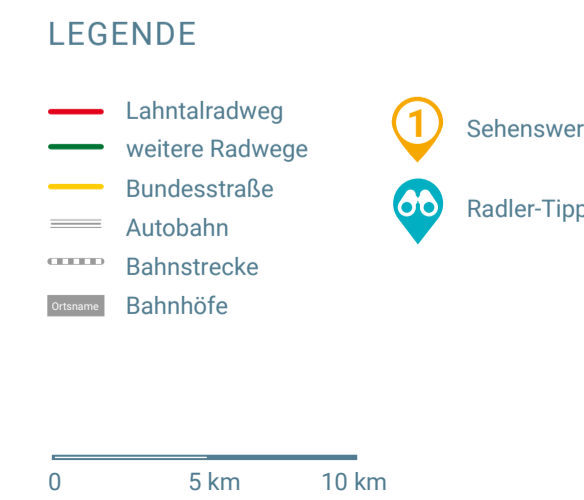 LEGENDE
Lahntalradweg
weitere Radwege
Bundesstraße
Autobahn
Bahnstrecke
Ortsname Bahnhöfe
1
Radler-Tipp
0 5 km 10 km